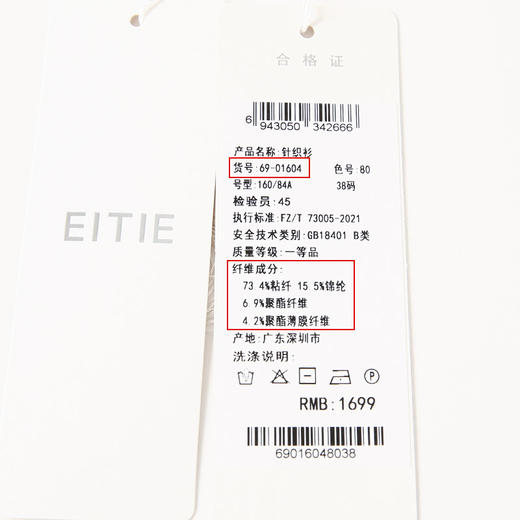 EITIE
合格证
6 943050 342666
产品名称:针织衫
货号:69-01604 色号:80
号型:160/84A 38码
检验员:45
执行标准:FZ/T 73005-2021
安全技术类别:GB18401 B类
质量等级:一等品
纤维成分:
73.4%粘纤 15.5%锦纶
6.9%聚酯纤维
4.2%聚酯薄膜纤维
产地:广东深圳市
洗涤说明:
P
RMB:1699
69016048038